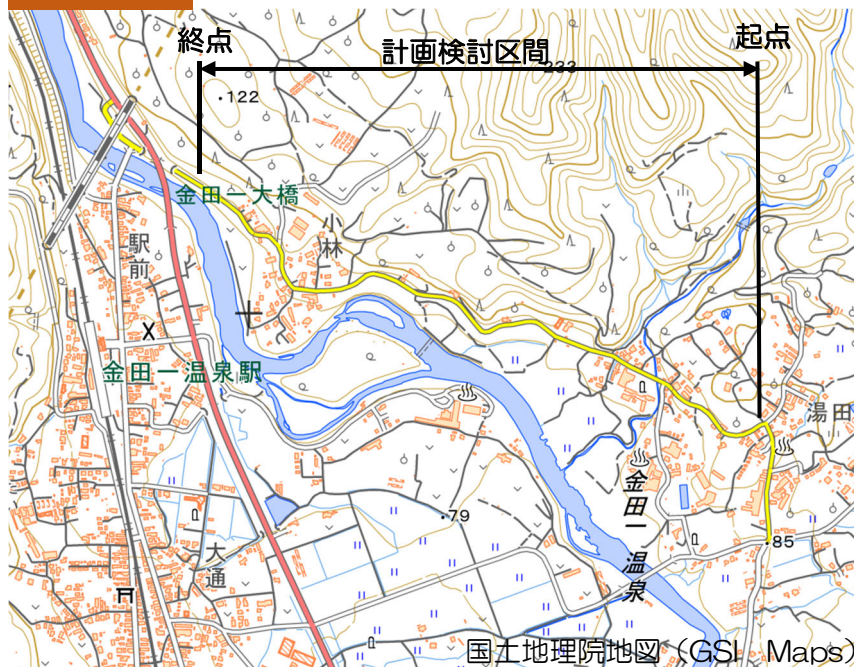 終点
計画検討区間
起点
233
・122
金田一大橋
小林
駅前
金田一温泉駅
湯田
金田一温泉
・79
大通
・85
国土地理院地図（GSI Maps）